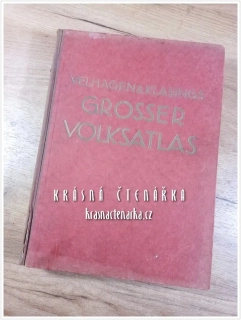 VELHAGEN & KLASINGS
GROSSER
VOLKSATLAS
KRÁSNÁ ČTENÁŘKA
krasnactenarka.cz